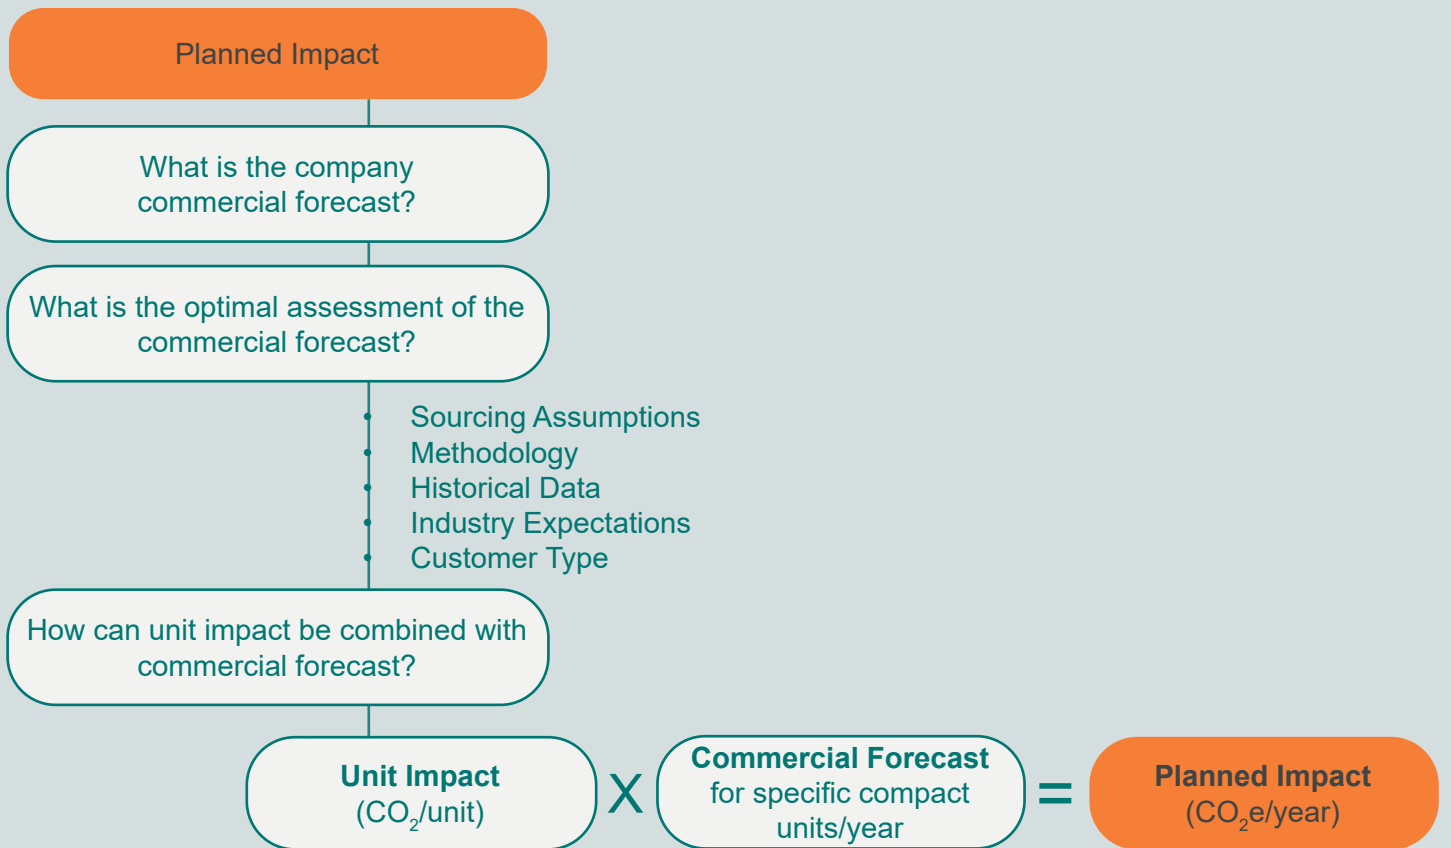 Planned Impact
What is the company
commercial forecast?
What is the optimal assessment of the
commercial forecast?
• Sourcing Assumptions
• Methodology
• Historical Data
• Industry Expectations
• Customer Type
How can unit impact be combined with
commercial forecast?
Unit Impact
(CO₂/unit)
X
Commercial Forecast
for specific compact
units/year
=
Planned Impact
(CO₂e/year)